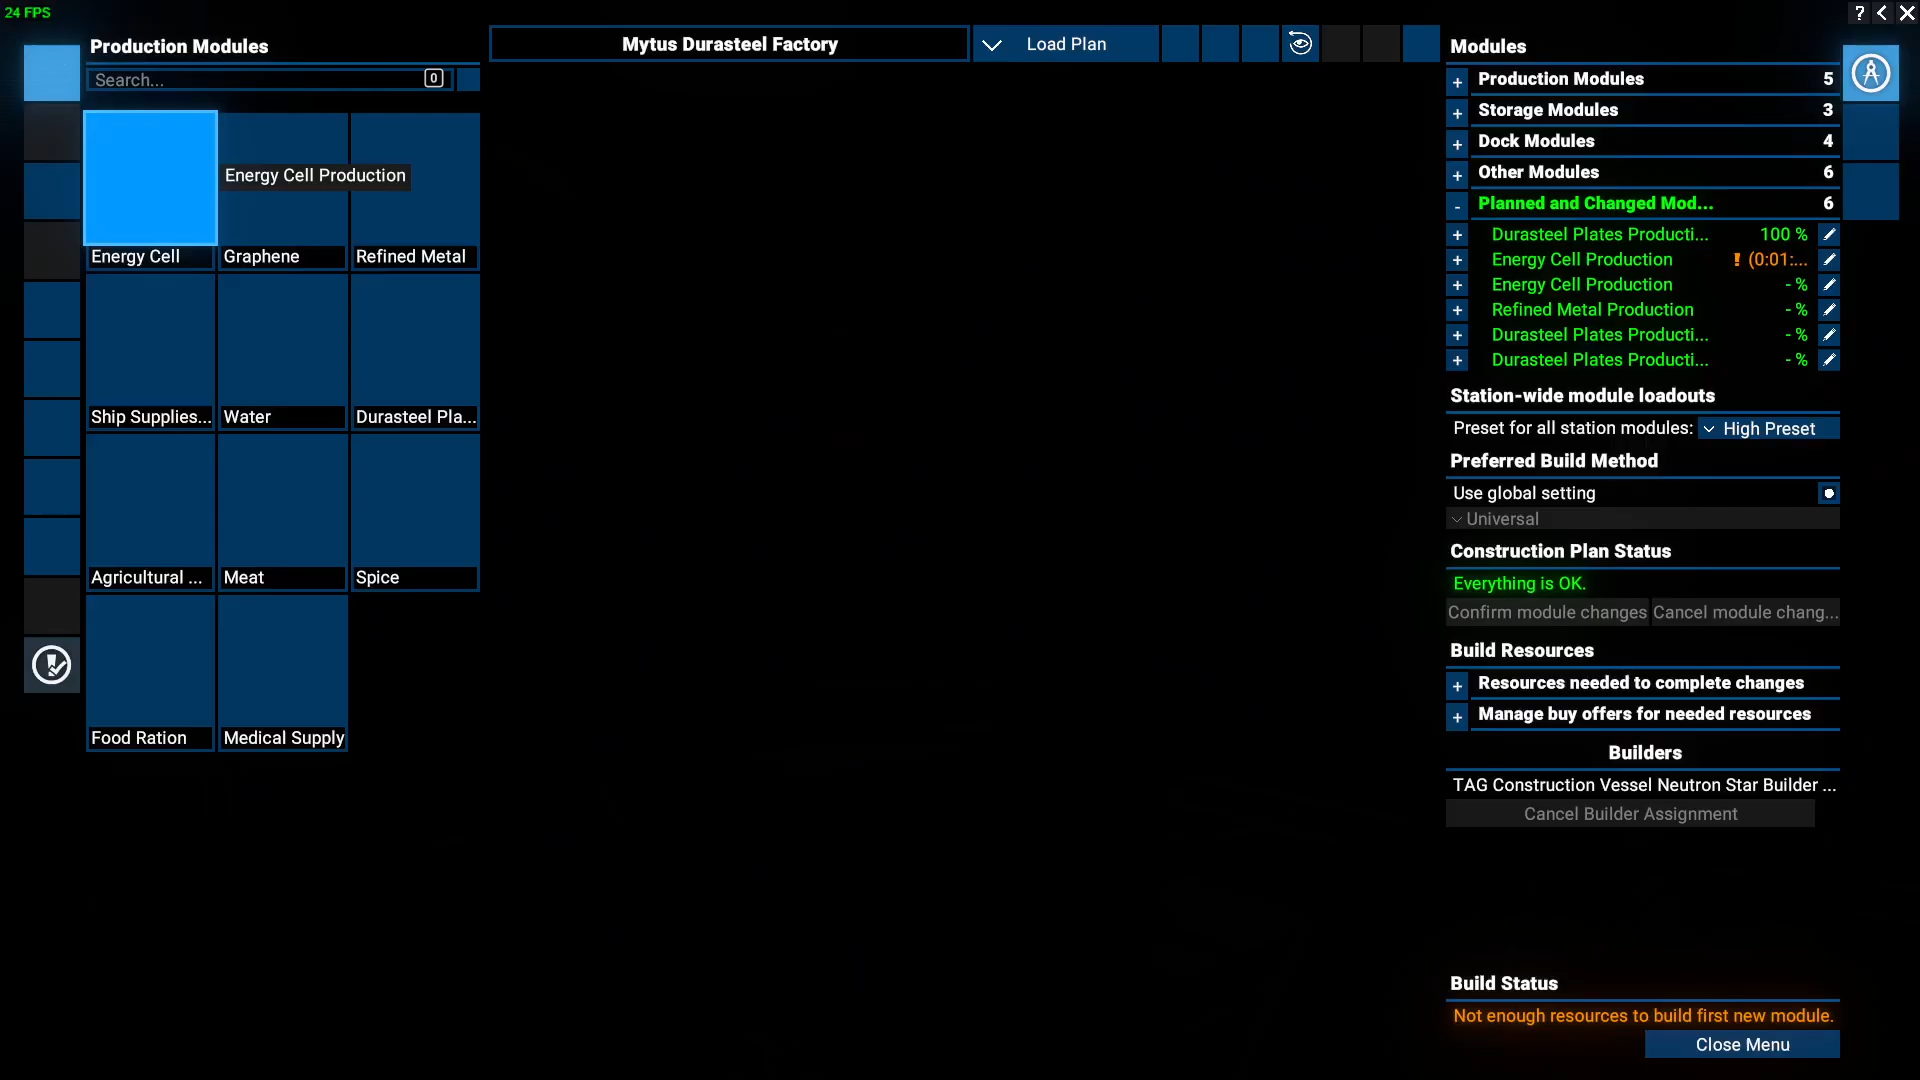 24 FPS
?
Production Modules
Search...
0
Energy Cell
Graphene
Refined Metal
Energy Cell Production
Ship Supplies...
Water
Durasteel Pla...
Agricultural ...
Meat
Spice
Food Ration
Medical Supply
Mytus Durasteel Factory
Load Plan
Modules
+ Production Modules 5
+ Storage Modules 3
+ Dock Modules 4
+ Other Modules 6
- Planned and Changed Mod... 6
+ Durasteel Plates Producti... 100 %
+ Energy Cell Production ! (0:01:...
+ Energy Cell Production - %
+ Refined Metal Production - %
+ Durasteel Plates Producti... - %
+ Durasteel Plates Producti... - %
Station-wide module loadouts
Preset for all station modules: High Preset
Preferred Build Method
Use global setting
Universal
Construction Plan Status
Everything is OK.
Confirm module changes Cancel module chang...
Build Resources
+ Resources needed to complete changes
+ Manage buy offers for needed resources
Builders
TAG Construction Vessel Neutron Star Builder ...
Cancel Builder Assignment
Build Status
Not enough resources to build first new module.
Close Menu